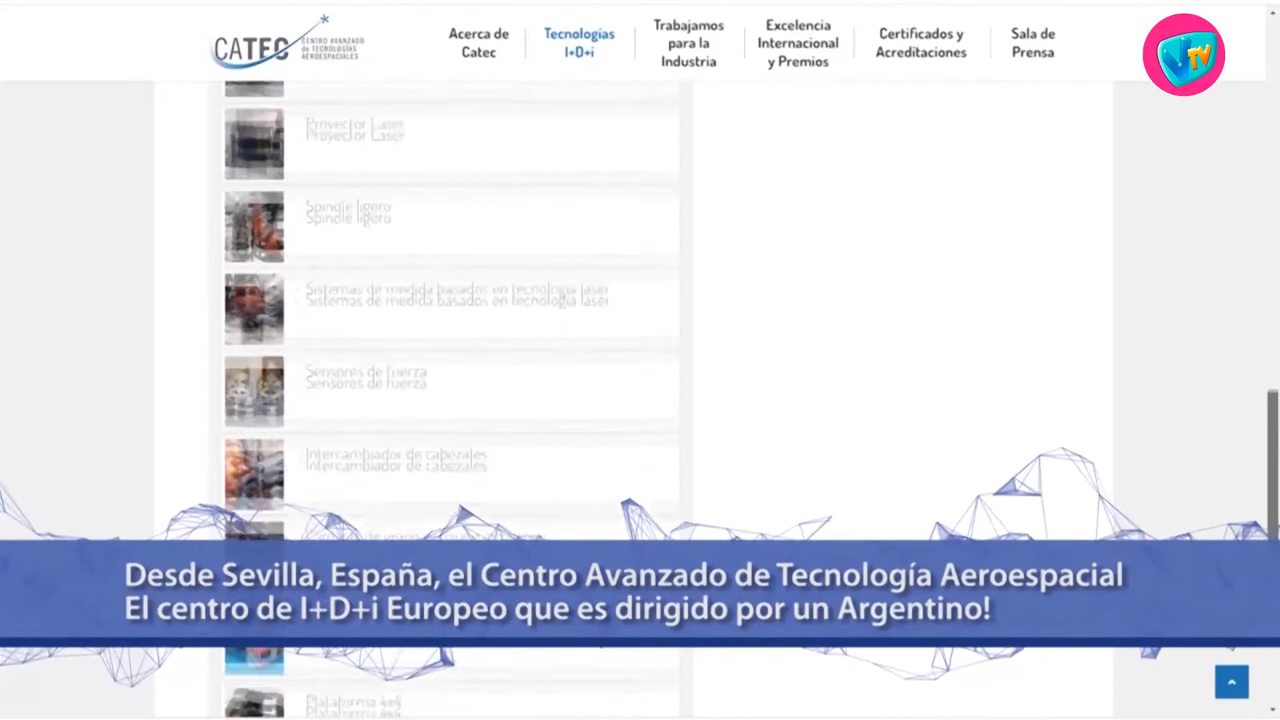 CATEC
CENTRO AVANZADO
DE TECNOLOGÍAS
AEROESPACIALES
Acerca de
Catec
Tecnologías
I+D+i
Trabajamos
para la
Industria
Excelencia
Internacional
y Premios
Certificados y
Acreditaciones
Sala de
Prensa
VTV
Proyector Laser
Spindle ligero
Sistemas de medida basados en tecnología laser
Sensores de fuerza
Intercambiador de cabezales
Desde Sevilla, España, el Centro Avanzado de Tecnología Aeroespacial
El centro de I+D+i Europeo que es dirigido por un Argentino!
Plataforma 4x4